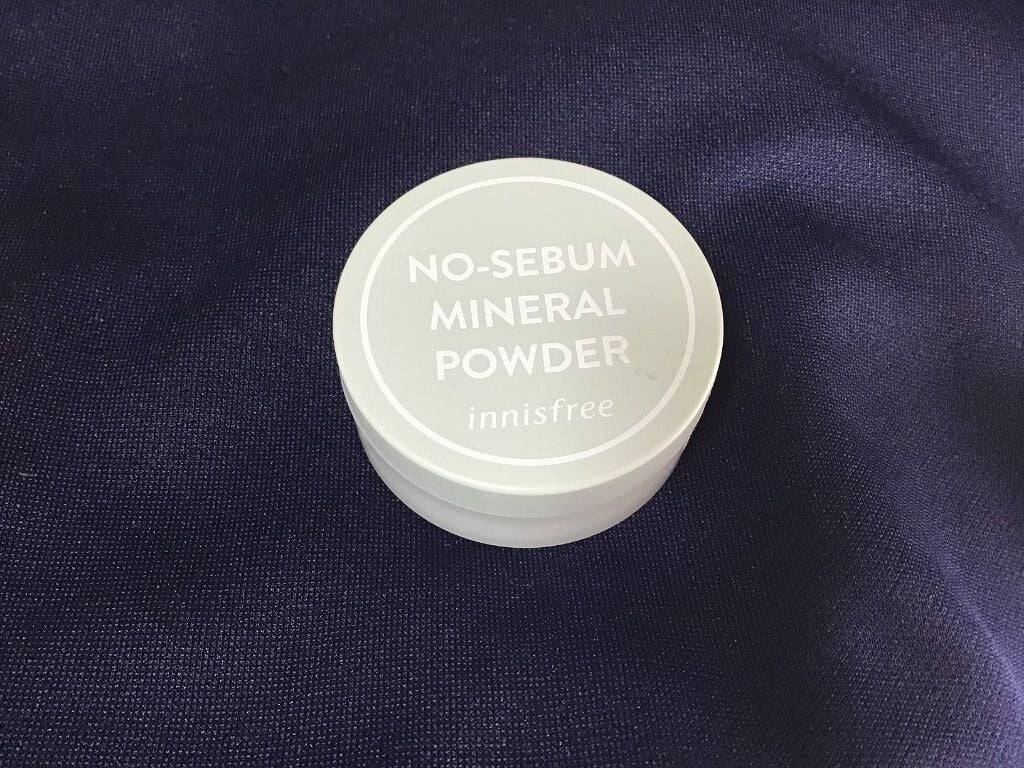 NO-SEBUM
MINERAL
POWDER
innisfree